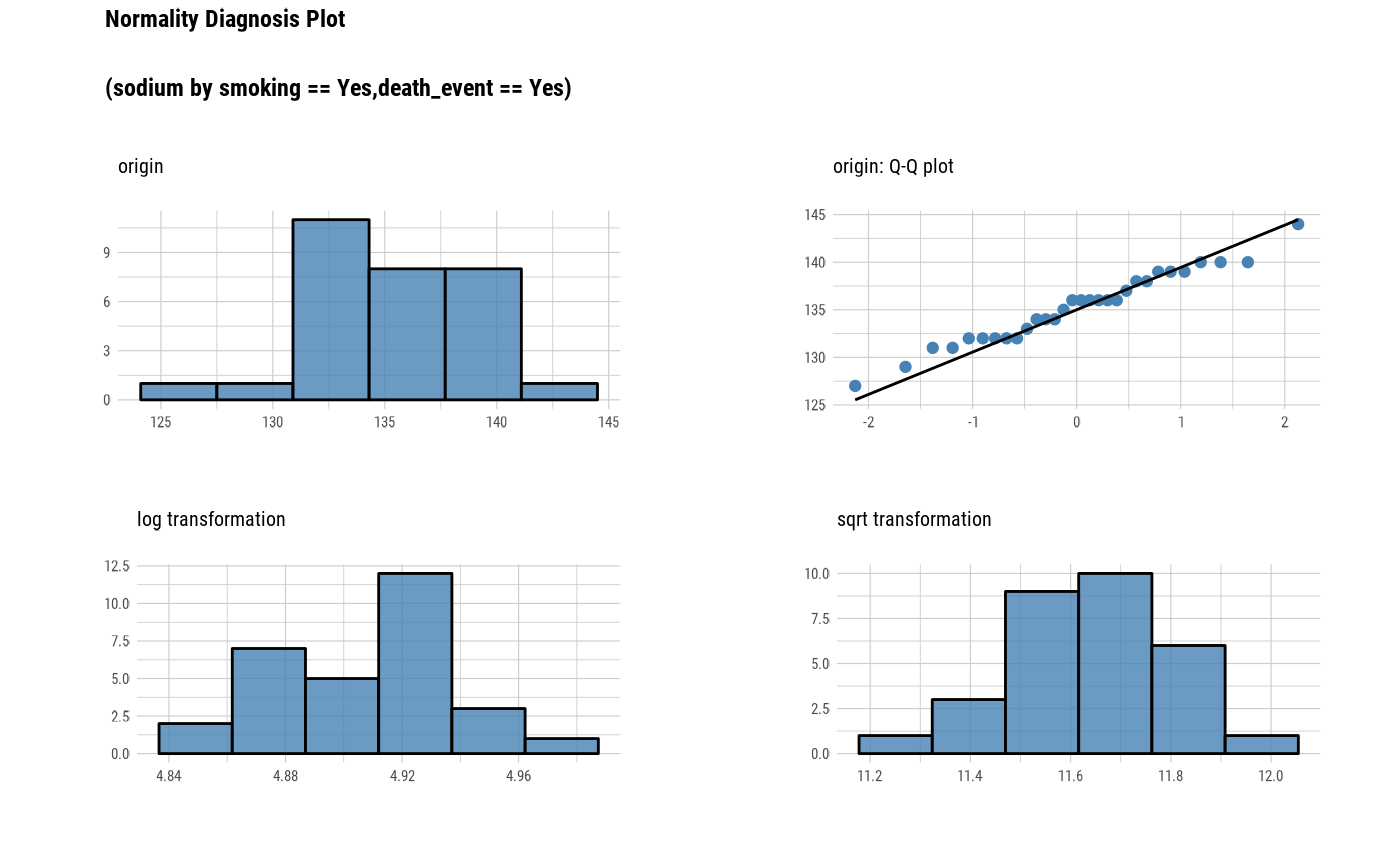 Normality Diagnosis Plot
(sodium by smoking == Yes,death_event == Yes)
origin
9
6
3
0
125 130 135 140 145
origin: Q-Q plot
145
140
135
130
125
-2 -1 0 1 2
log transformation
12.5
10.0
7.5
5.0
2.5
0.0
4.84 4.88 4.92 4.96
sqrt transformation
10.0
7.5
5.0
2.5
0.0
11.2 11.4 11.6 11.8 12.0